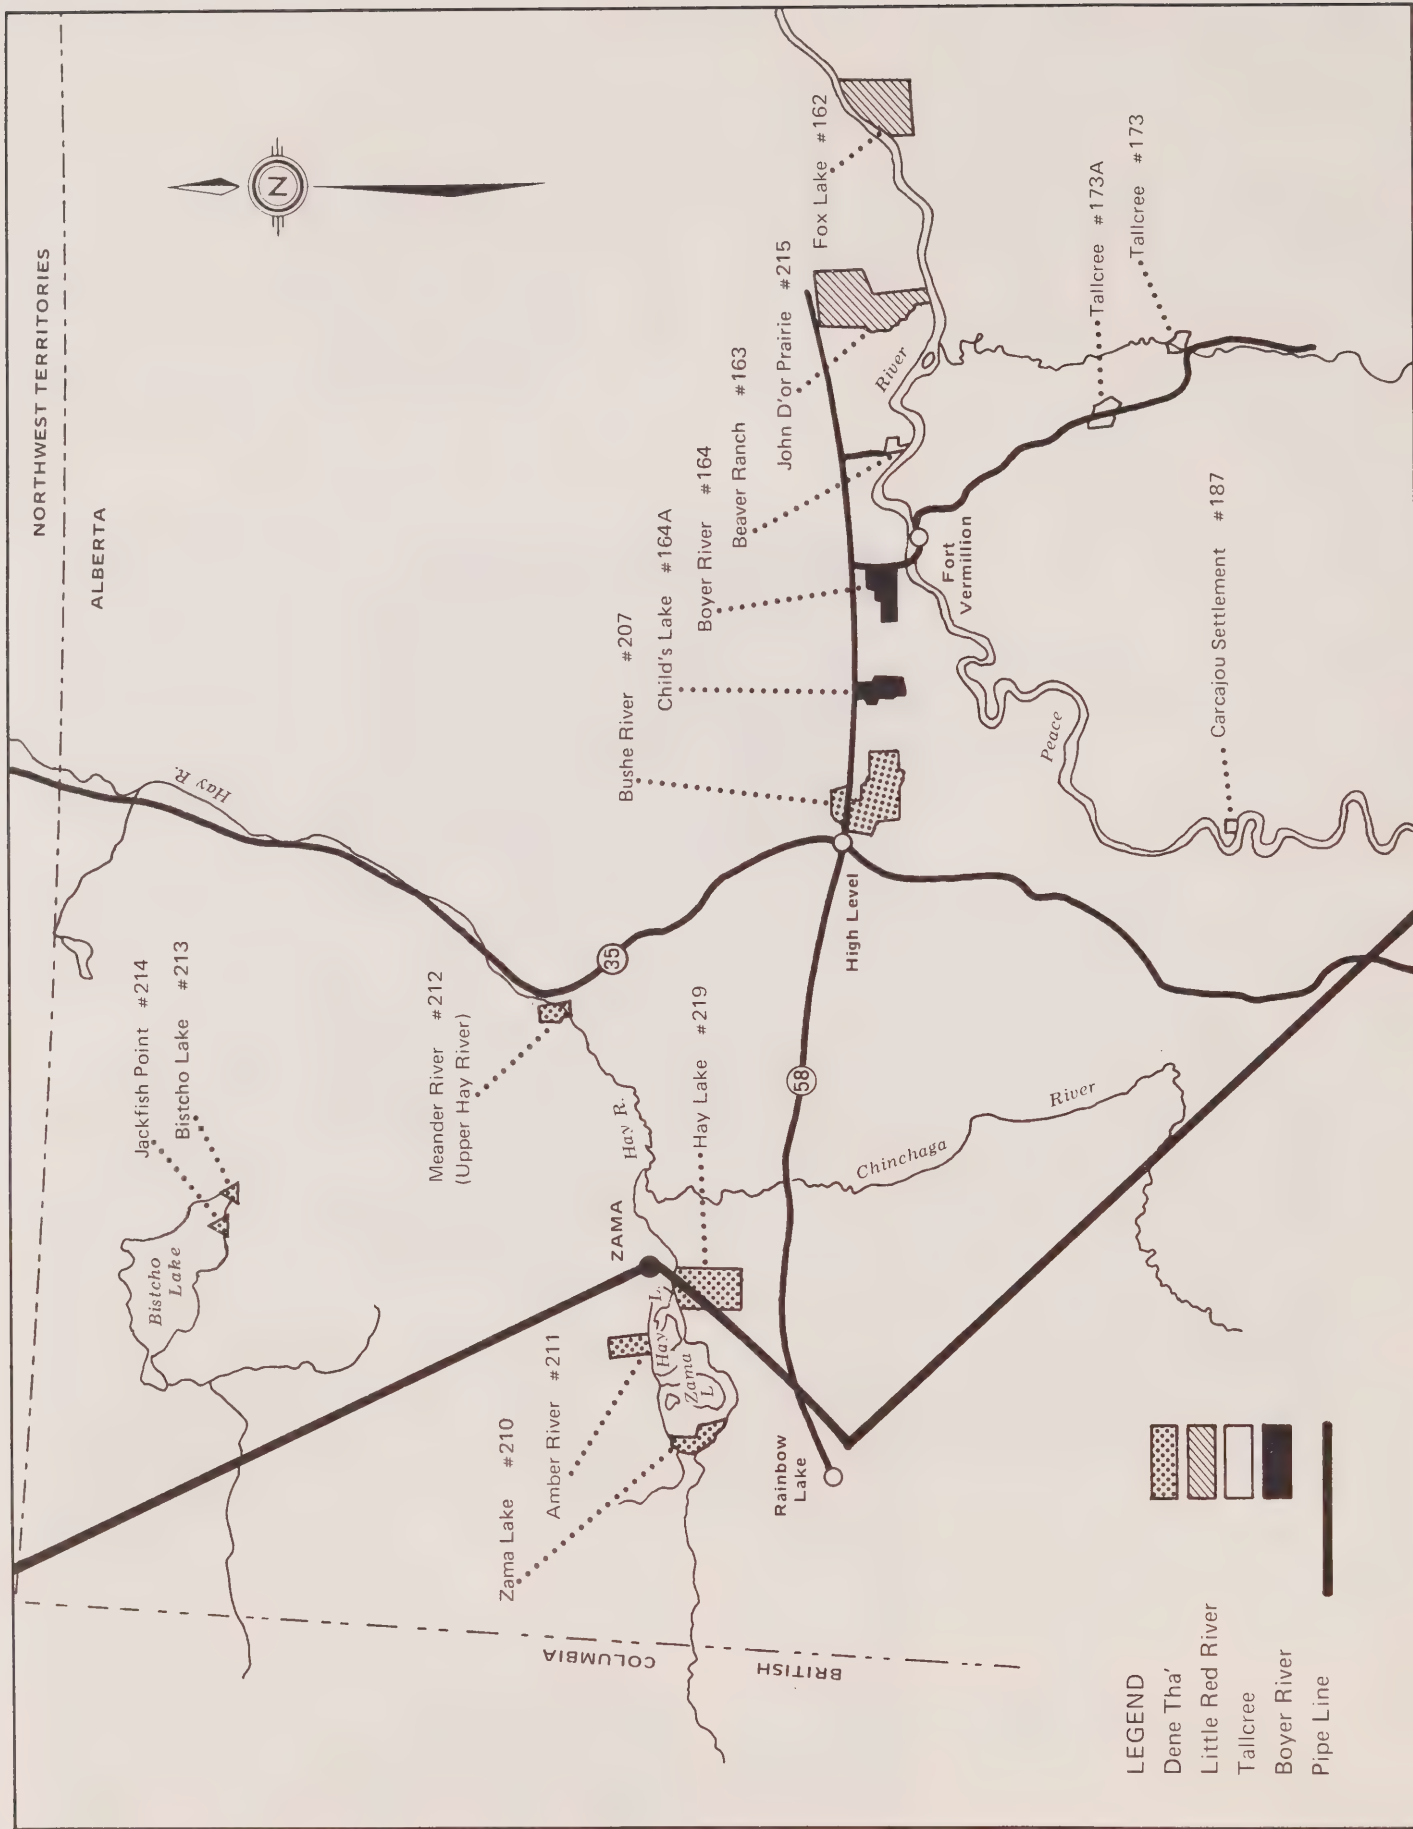 NORTHWEST TERRITORIES
ALBERTA
N
Hay R.
Jackfish Point #214
Bistcho Lake #213
Bistcho
Lake
Meander River #212
(Upper Hay River)
35
Hay R.
ZAMA
Hay Lake #219
Zama Lake #210
Amber River #211
Hay L.
Zama
L
Bushe River #207
Child's Lake #164A
Boyer River #164
Beaver Ranch #163
John D'or Prairie #215
Fox Lake #162
High Level
58
Rainbow
Lake
Chinchaga River
River
Peace
Fort
Vermillion
Tallcree #173A
Tallcree #173
Carcajou Settlement #187
BRITISH
COLUMBIA
LEGEND
Dene Tha'
Little Red River
Tallcree
Boyer River
Pipe Line